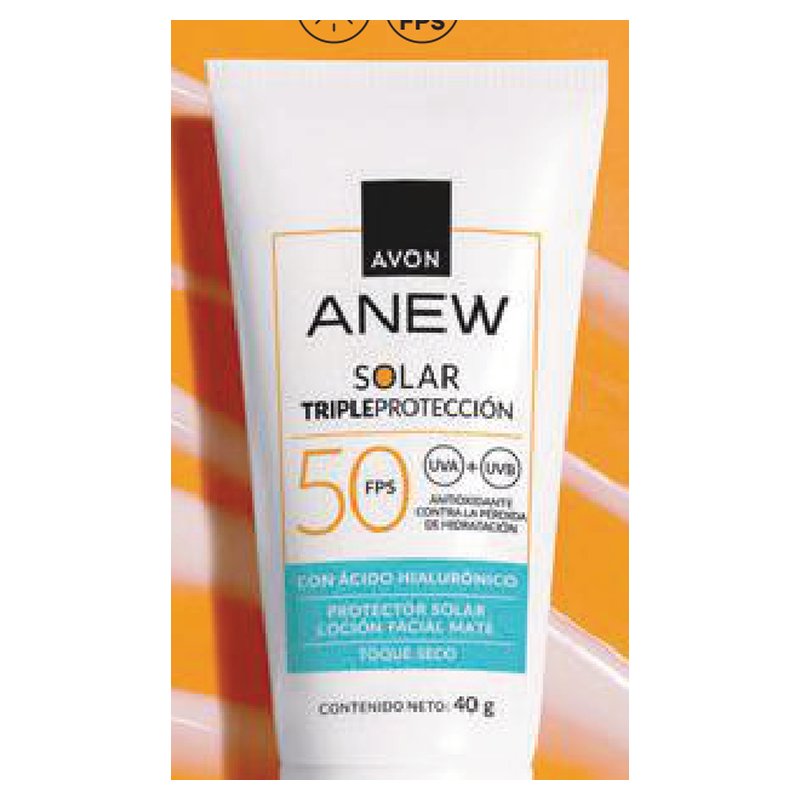 FPS
AVON
ANEW
SOLAR
TRIPLEPROTECCIÓN
50
FPS
UVA + UVB
ANTIOXIDANTE
CONTRA LA PÉRDIDA
DE HIDRATACIÓN
CON ÁCIDO HIALURÓNICO
PROTECTOR SOLAR
LOCIÓN FACIAL MATE
TOQUE SECO
CONTENIDO NETO: 40 g